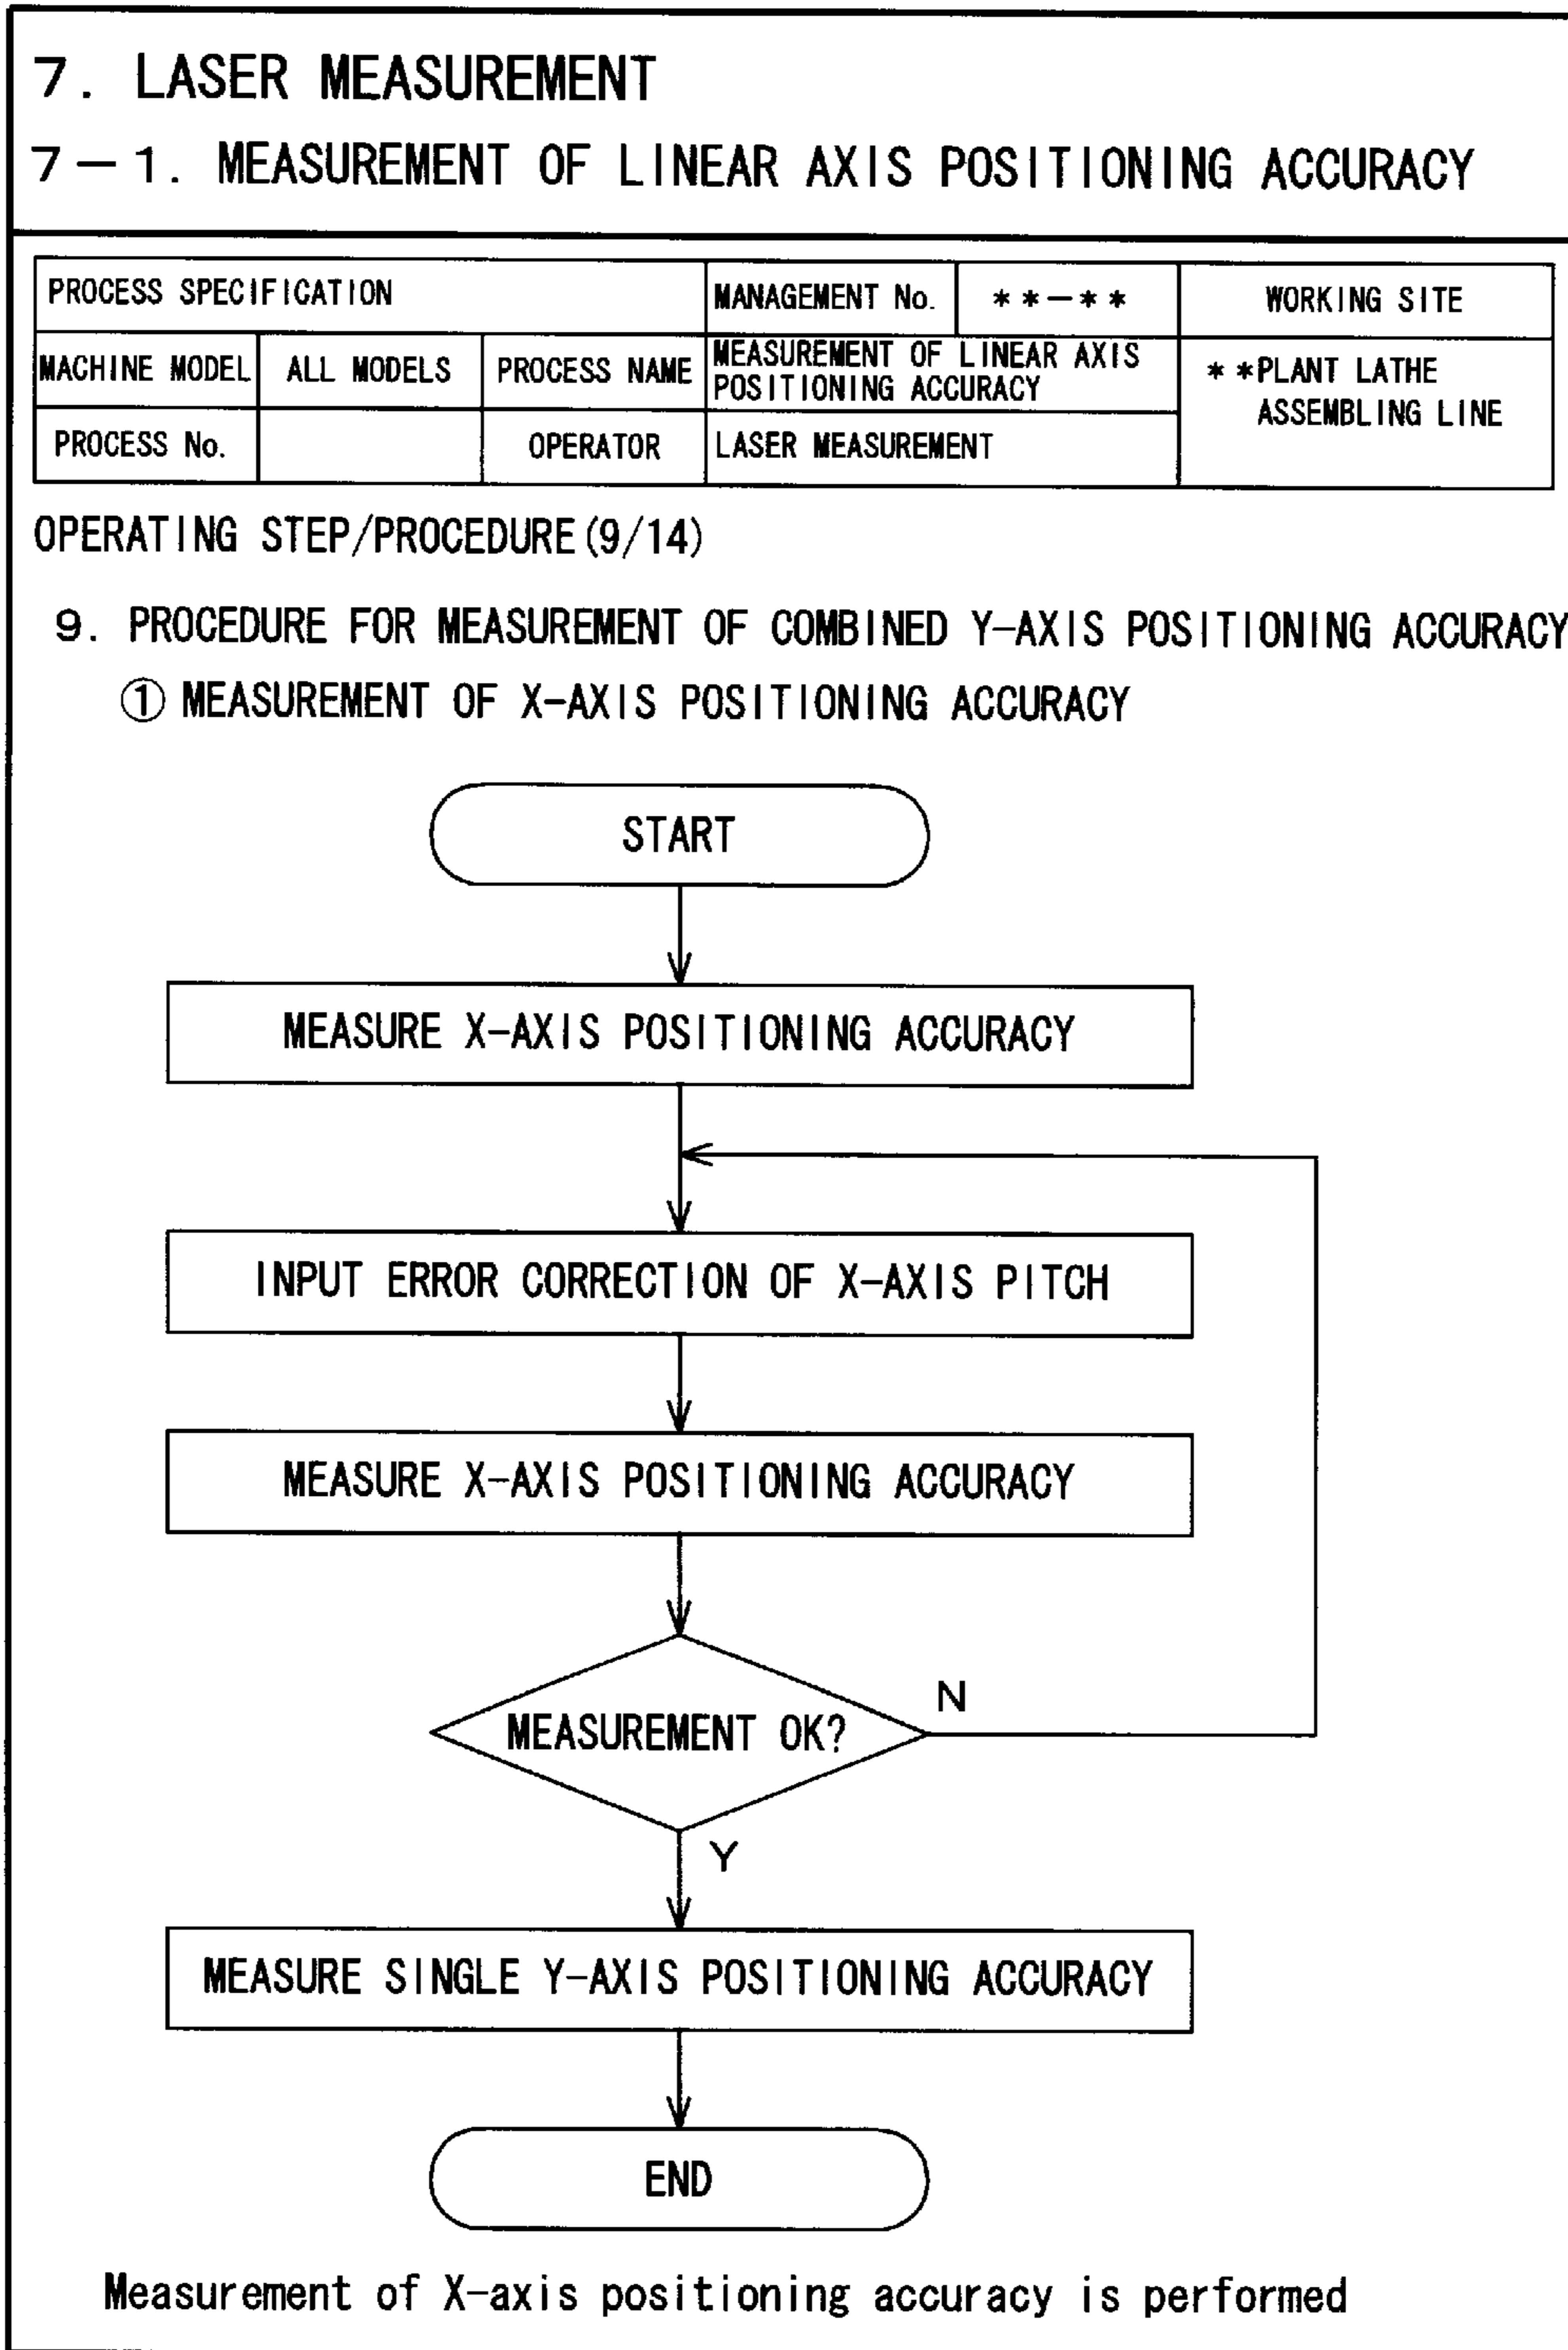 7. LASER MEASUREMENT
7-1. MEASUREMENT OF LINEAR AXIS POSITIONING ACCURACY
PROCESS SPECIFICATION
MANAGEMENT No.
**-**
WORKING SITE
MACHINE MODEL
ALL MODELS
PROCESS NAME
MEASUREMENT OF LINEAR AXIS
POSITIONING ACCURACY
**PLANT LATHE
ASSEMBLING LINE
PROCESS No.
OPERATOR
LASER MEASUREMENT
OPERATING STEP/PROCEDURE(9/14)
9. PROCEDURE FOR MEASUREMENT OF COMBINED Y-AXIS POSITIONING ACCURACY
① MEASUREMENT OF X-AXIS POSITIONING ACCURACY
START
MEASURE X-AXIS POSITIONING ACCURACY
INPUT ERROR CORRECTION OF X-AXIS PITCH
MEASURE X-AXIS POSITIONING ACCURACY
MEASUREMENT OK?
N
Y
MEASURE SINGLE Y-AXIS POSITIONING ACCURACY
END
Measurement of X-axis positioning accuracy is performed